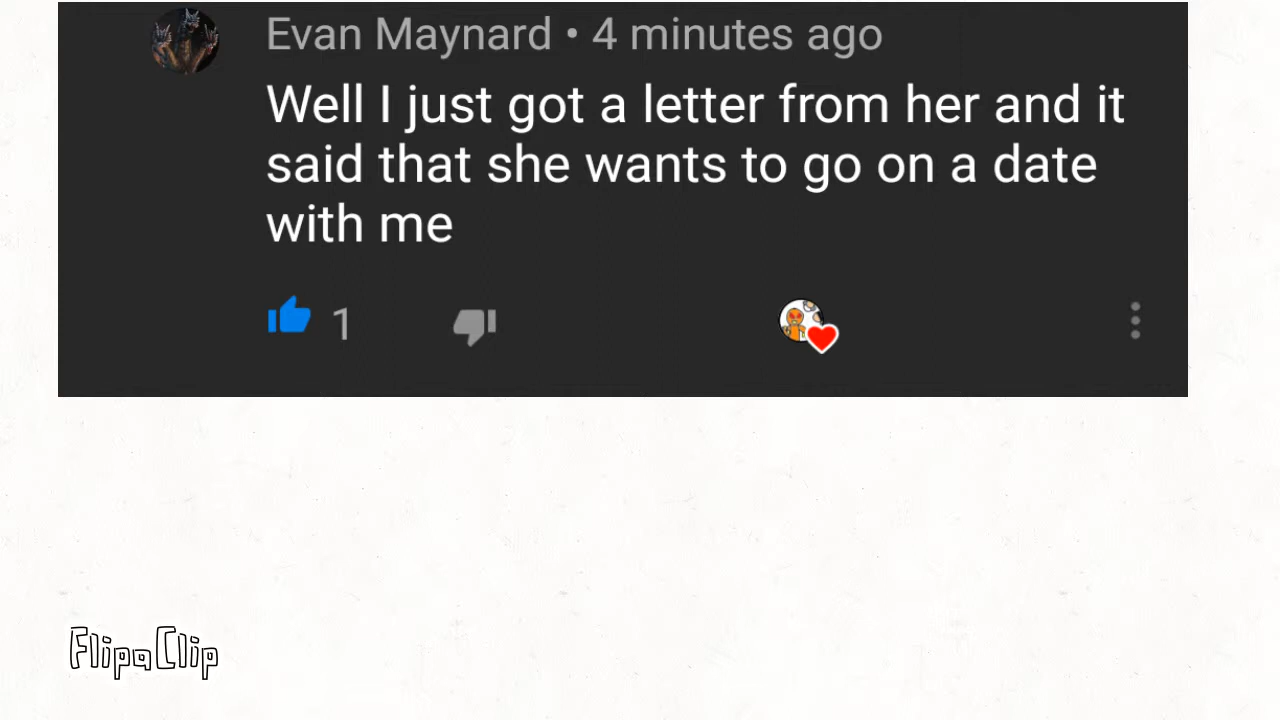 Evan Maynard • 4 minutes ago
Well I just got a letter from her and it
said that she wants to go on a date
with me
1
FlipaClip